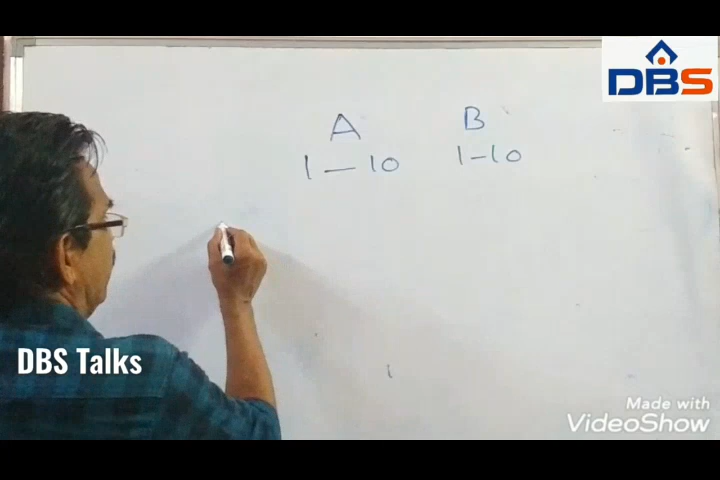 DBS
A B
1 — 10 1-10
DBS Talks
Made with
VideoShow